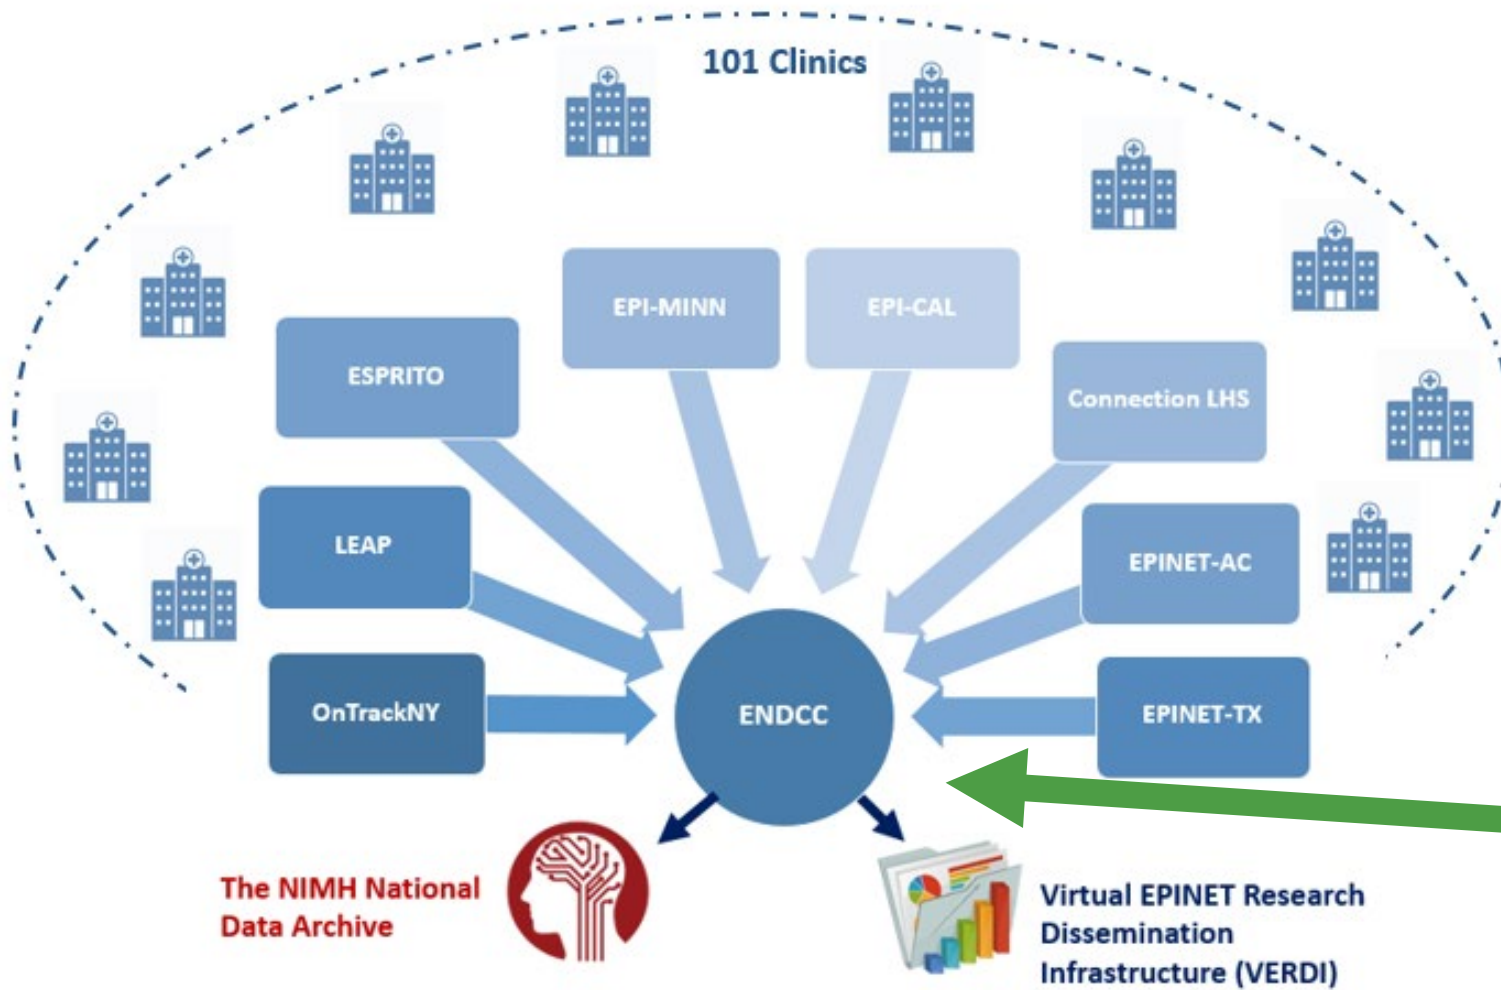 101 Clinics
EPI-MINN
EPI-CAL
ESPRITO
Connection LHS
LEAP
EPINET-AC
OnTrackNY
ENDCC
EPINET-TX
The NIMH National
Data Archive
Virtual EPINET Research
Dissemination
Infrastructure (VERDI)